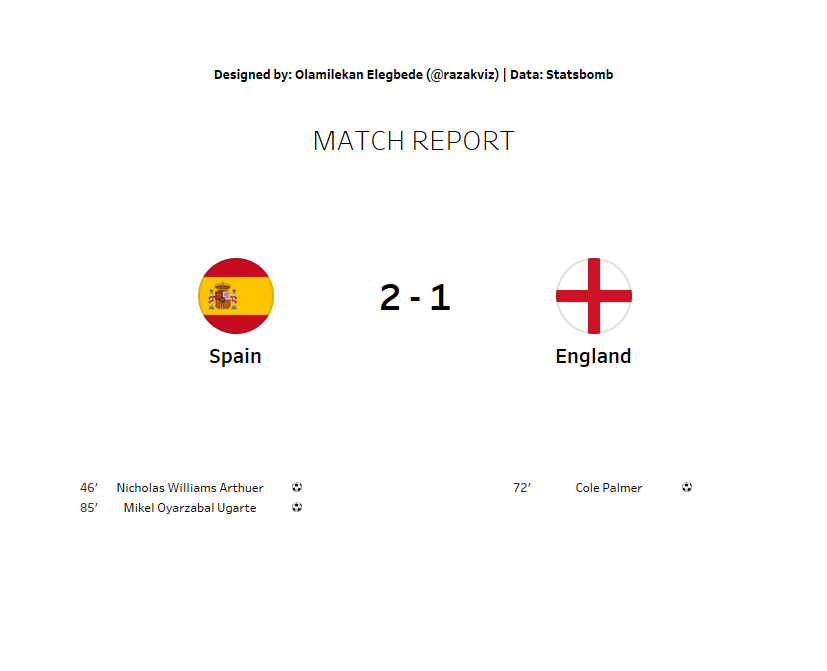 Designed by: Olamilekan Elegbede (@razakviz) | Data: Statsbomb
MATCH REPORT
2 - 1
Spain
England
46’ Nicholas Williams Arthuer
85’ Mikel Oyarzabal Ugarte
72’ Cole Palmer